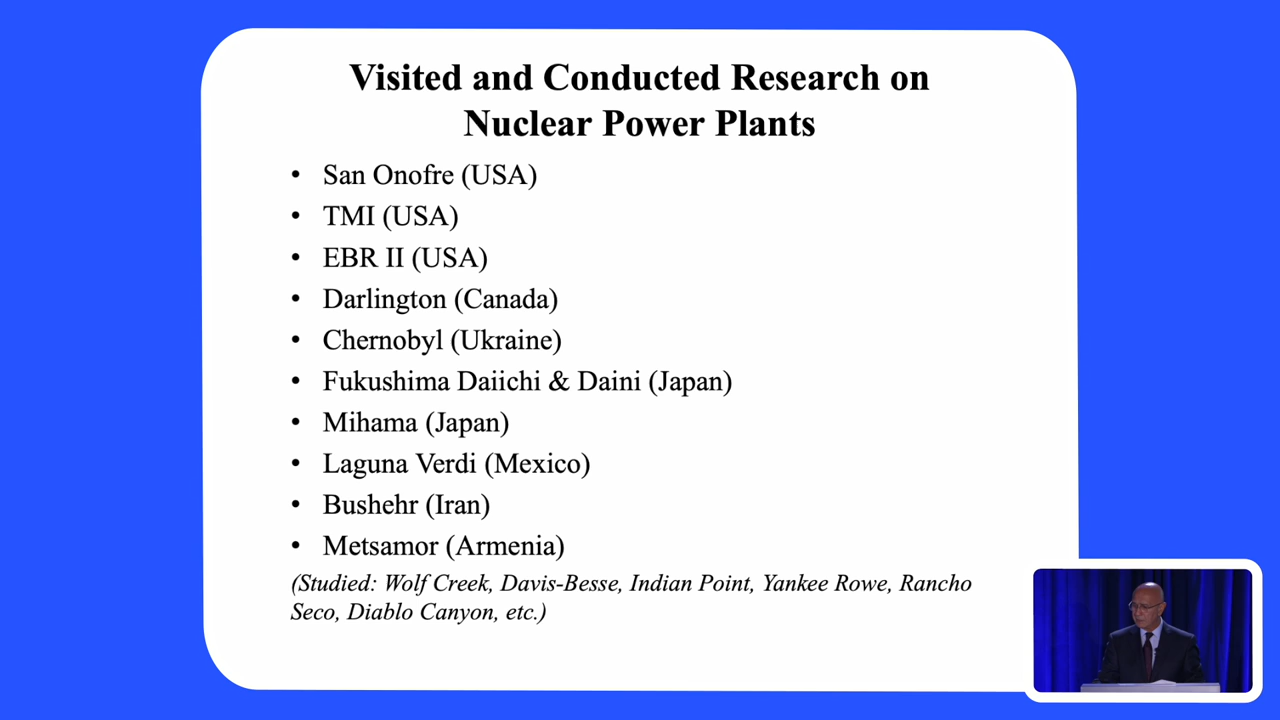 Visited and Conducted Research on
Nuclear Power Plants
• San Onofre (USA)
• TMI (USA)
• EBR II (USA)
• Darlington (Canada)
• Chernobyl (Ukraine)
• Fukushima Daiichi & Daini (Japan)
• Mihama (Japan)
• Laguna Verdi (Mexico)
• Bushehr (Iran)
• Metsamor (Armenia)
(Studied: Wolf Creek, Davis-Besse, Indian Point, Yankee Rowe, Rancho
Seco, Diablo Canyon, etc.)